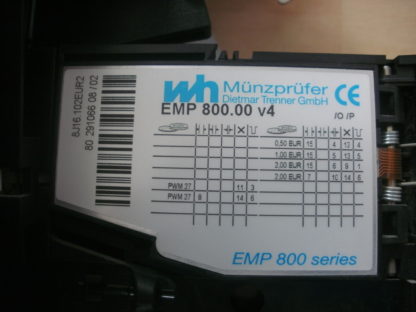 wh Münzprüfer
Dietmar Trenner GmbH
CE
EMP 800.00 v4
/O /P
8J16.102EUR2
80 291066 08 / 02
0,50 EUR 15 4 12 4
1,00 EUR 15 5 13 5
2,00 EUR 15 6 9 1
2,00 EUR 7 10 14 6
PWM 27 11 3
PWM 27 8 14 6
EMP 800 series